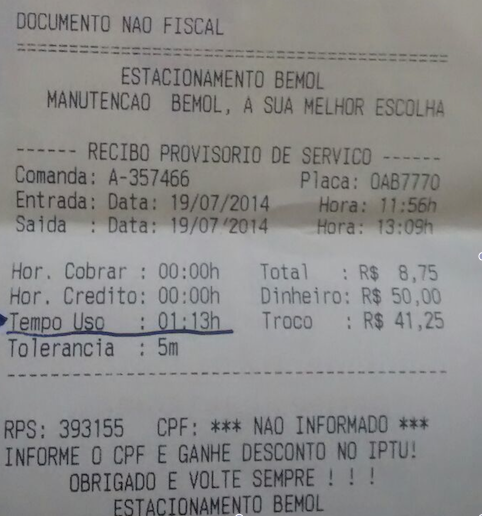 DOCUMENTO NAO FISCAL
================================================
ESTACIONAMENTO BEMOL
MANUTENCAO BEMOL, A SUA MELHOR ESCOLHA
------ RECIBO PROVISORIO DE SERVICO ------
Comanda: A-357466 Placa: OAB7770
Entrada: Data: 19/07/2014 Hora: 11:56h
Saida : Data: 19/07/2014 Hora: 13:09h
Hor. Cobrar : 00:00h Total : R$ 8,75
Hor. Credito: 00:00h Dinheiro: R$ 50,00
Tempo Uso : 01:13h Troco : R$ 41,25
Tolerancia : 5m
------------------------------------------------
RPS: 393155 CPF: *** NAO INFORMADO ***
INFORME O CPF E GANHE DESCONTO NO IPTU!
OBRIGADO E VOLTE SEMPRE ! ! !
ESTACIONAMENTO BEMOL